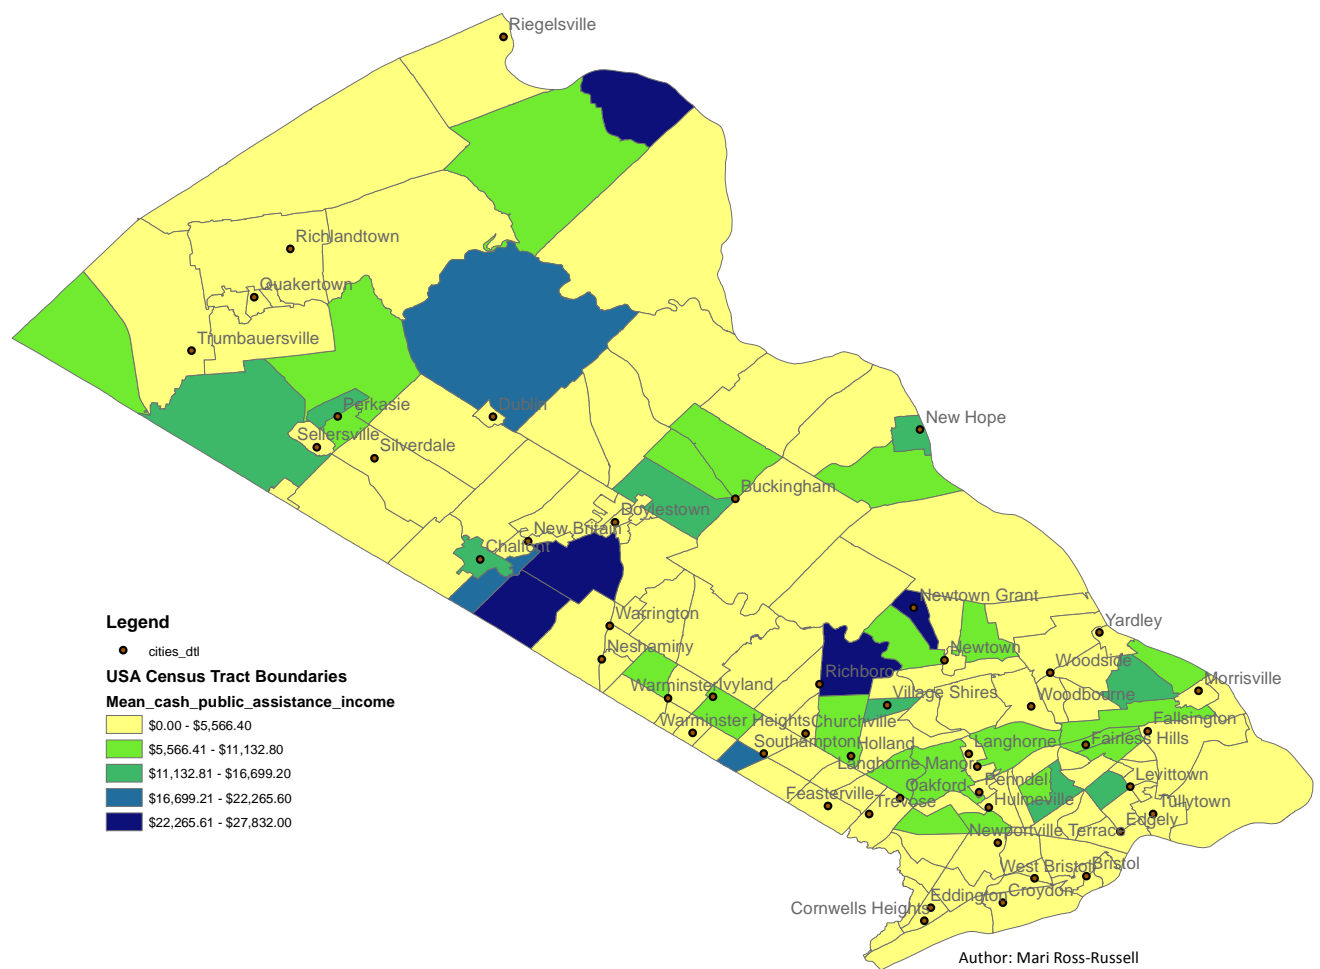 Riegelsville
Richlandtown
Quakertown
Trumbauersville
Perkasie
Dublin
New Hope
Sellersville
Silverdale
Buckingham
Doylestown
New Britain
Chalfont
Newtown Grant
Warrington
Yardley
Neshaminy
Newtown
Woodside
Richboro
Morrisville
Warminster
Ivyland
Village Shires
Woodbourne
Warminster Heights
Churchville
Fallsington
Southampton
Holland
Langhorne
Fairless Hills
Langhorne Manor
Levittown
Penndel
Oakford
Feasterville
Trevose
Hulmeville
Tullytown
Newportville Terrace
Edgely
West Bristol
Bristol
Eddington
Croydon
Cornwells Heights
Legend
cities_dtl
USA Census Tract Boundaries
Mean_cash_public_assistance_income
$0.00 - $5,566.40
$5,566.41 - $11,132.80
$11,132.81 - $16,699.20
$16,699.21 - $22,265.60
$22,265.61 - $27,832.00
Author: Mari Ross-Russell